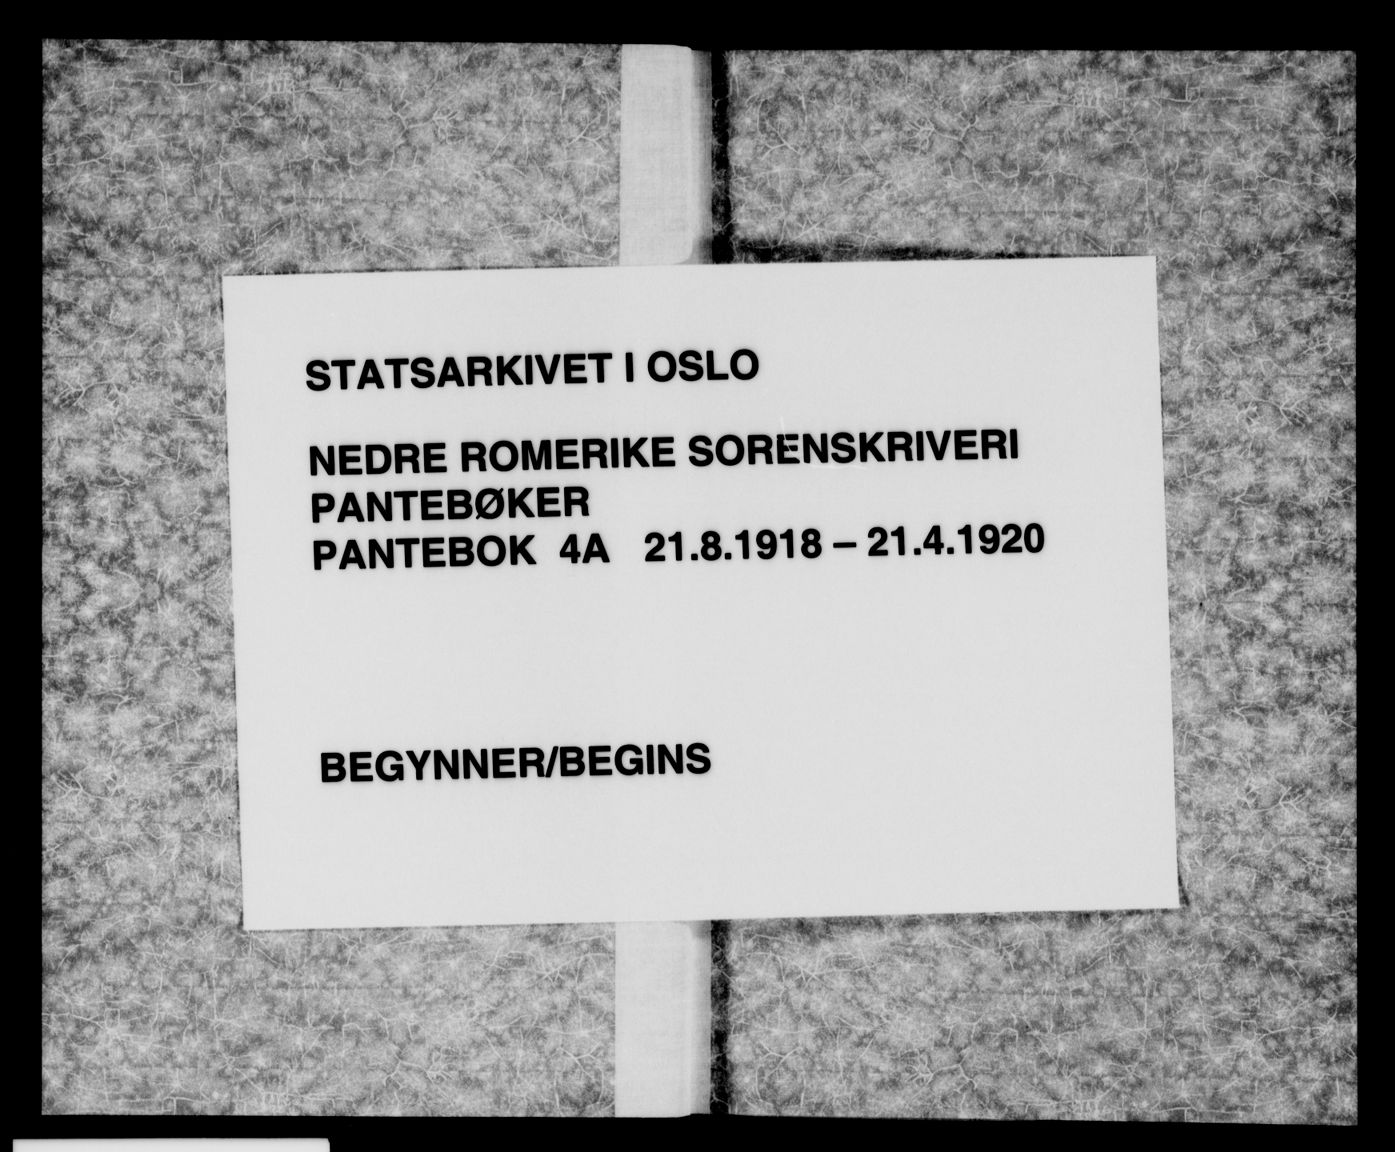 STATSARKIVET I OSLO
NEDRE ROMERIKE SORENSKRIVERI
PANTEBØKER
PANTEBOK 4A 21.8.1918 – 21.4.1920
BEGYNNER/BEGINS